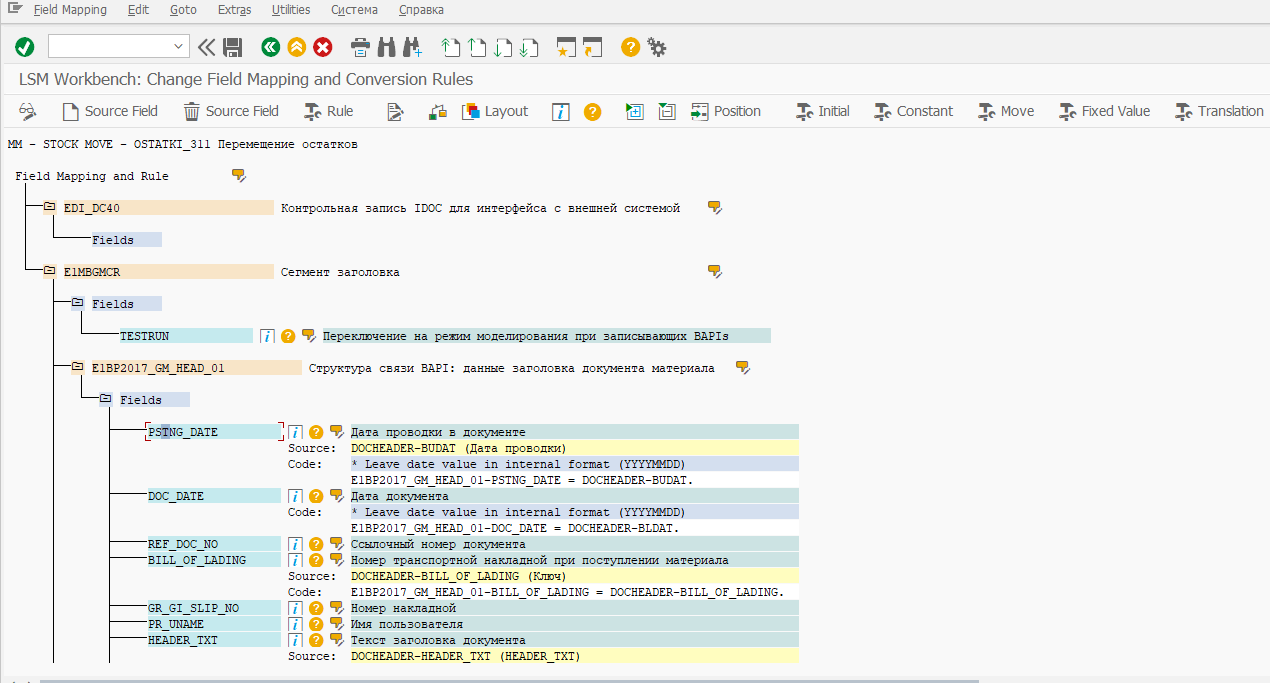 Field Mapping Edit Goto Extras Utilities Система Справка
LSM Workbench: Change Field Mapping and Conversion Rules
Source Field Source Field Rule Layout Position Initial Constant Move Fixed Value Translation
MM - STOCK MOVE - OSTATKI_311 Перемещение остатков
Field Mapping and Rule
EDI_DC40 Контрольная запись IDOC для интерфейса с внешней системой
Fields
E1MBGMCR Сегмент заголовка
Fields
TESTRUN Переключение на режим моделирования при записывающих BAPIs
E1BP2017_GM_HEAD_01 Структура связи BAPI: данные заголовка документа материала
Fields
PSTNG_DATE Дата проводки в документе
Source: DOCHEADER-BUDAT (Дата проводки)
Code: * Leave date value in internal format (YYYYMMDD)
E1BP2017_GM_HEAD_01-PSTNG_DATE = DOCHEADER-BUDAT.
DOC_DATE Дата документа
Code: * Leave date value in internal format (YYYYMMDD)
E1BP2017_GM_HEAD_01-DOC_DATE = DOCHEADER-BLDAT.
REF_DOC_NO Ссылочный номер документа
BILL_OF_LADING Номер транспортной накладной при поступлении материала
Source: DOCHEADER-BILL_OF_LADING (Ключ)
Code: E1BP2017_GM_HEAD_01-BILL_OF_LADING = DOCHEADER-BILL_OF_LADING.
GR_GI_SLIP_NO Номер накладной
PR_UNAME Имя пользователя
HEADER_TXT Текст заголовка документа
Source: DOCHEADER-HEADER_TXT (HEADER_TXT)